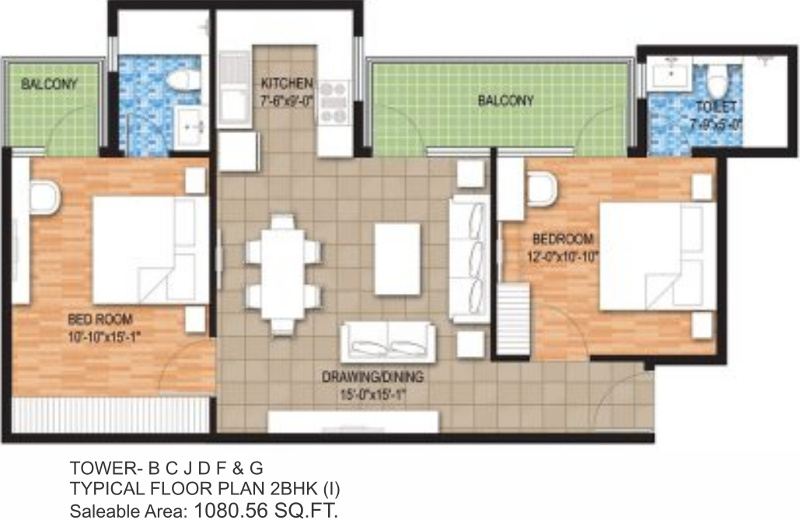 BALCONY
KITCHEN
7'-6"x9'-0"
BALCONY
TOILET
7'-9"x5'-0"
BEDROOM
12'-0"x10'-10"
BED ROOM
10'-10"x15'-1"
DRAWING/DINING
15'-0"x15'-1"
TOWER- B C J D F & G
TYPICAL FLOOR PLAN 2BHK (I)
Saleable Area: 1080.56 SQ.FT.